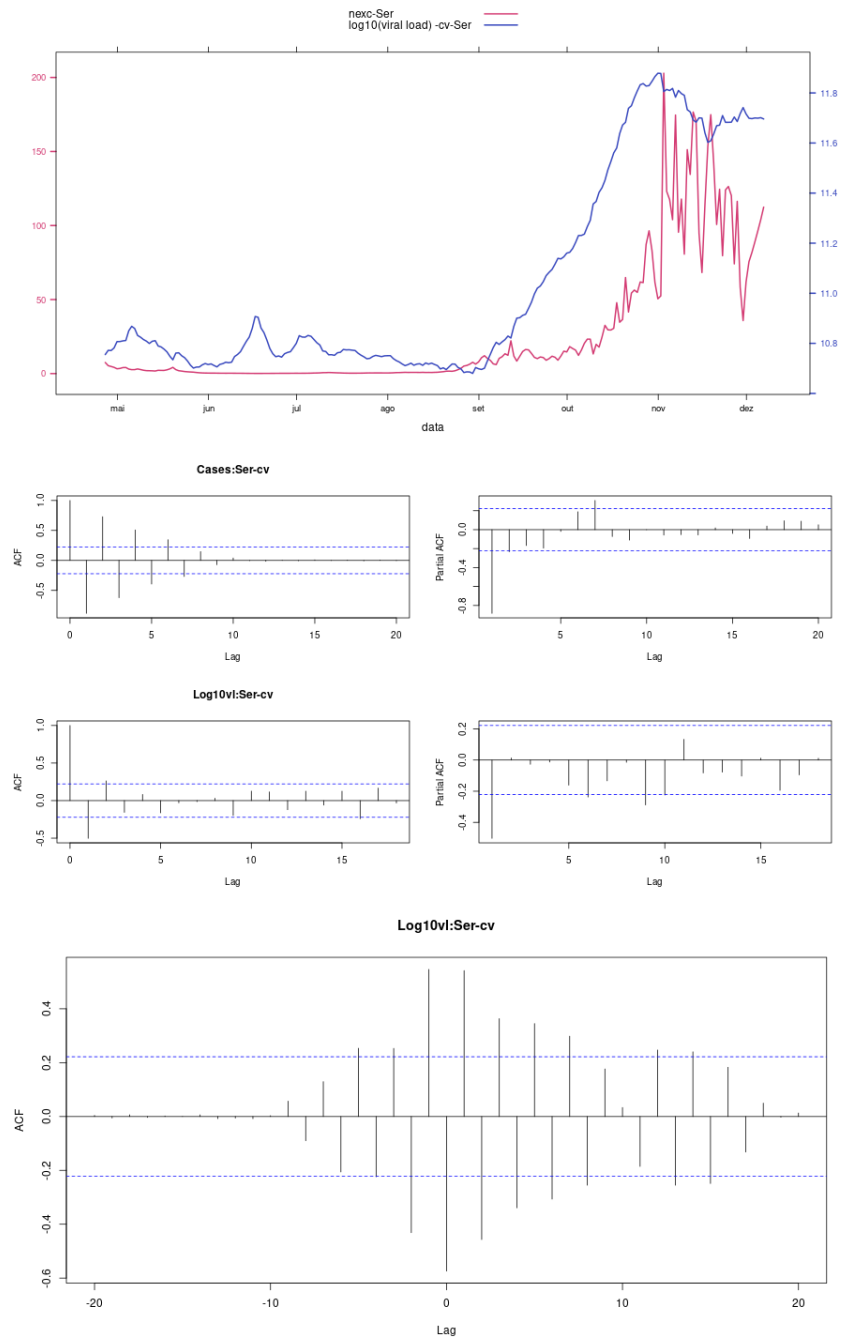 nexc-Ser
log10(viral load) -cv-Ser
200
150
100
50
0
11.8
11.6
11.4
11.2
11.0
10.8
mai jun jul ago set out nov dez
data
Cases:Ser-cv
ACF
1.0
0.5
0.0
-0.5
0 5 10 15 20
Lag
Partial ACF
0.0
-0.4
-0.8
5 10 15 20
Lag
Log10vl:Ser-cv
ACF
1.0
0.5
0.0
-0.5
0 5 10 15
Lag
Partial ACF
0.2
0.0
-0.2
-0.4
5 10 15
Lag
Log10vl:Ser-cv
ACF
0.4
0.2
0.0
-0.2
-0.4
-0.6
-20 -10 0 10 20
Lag